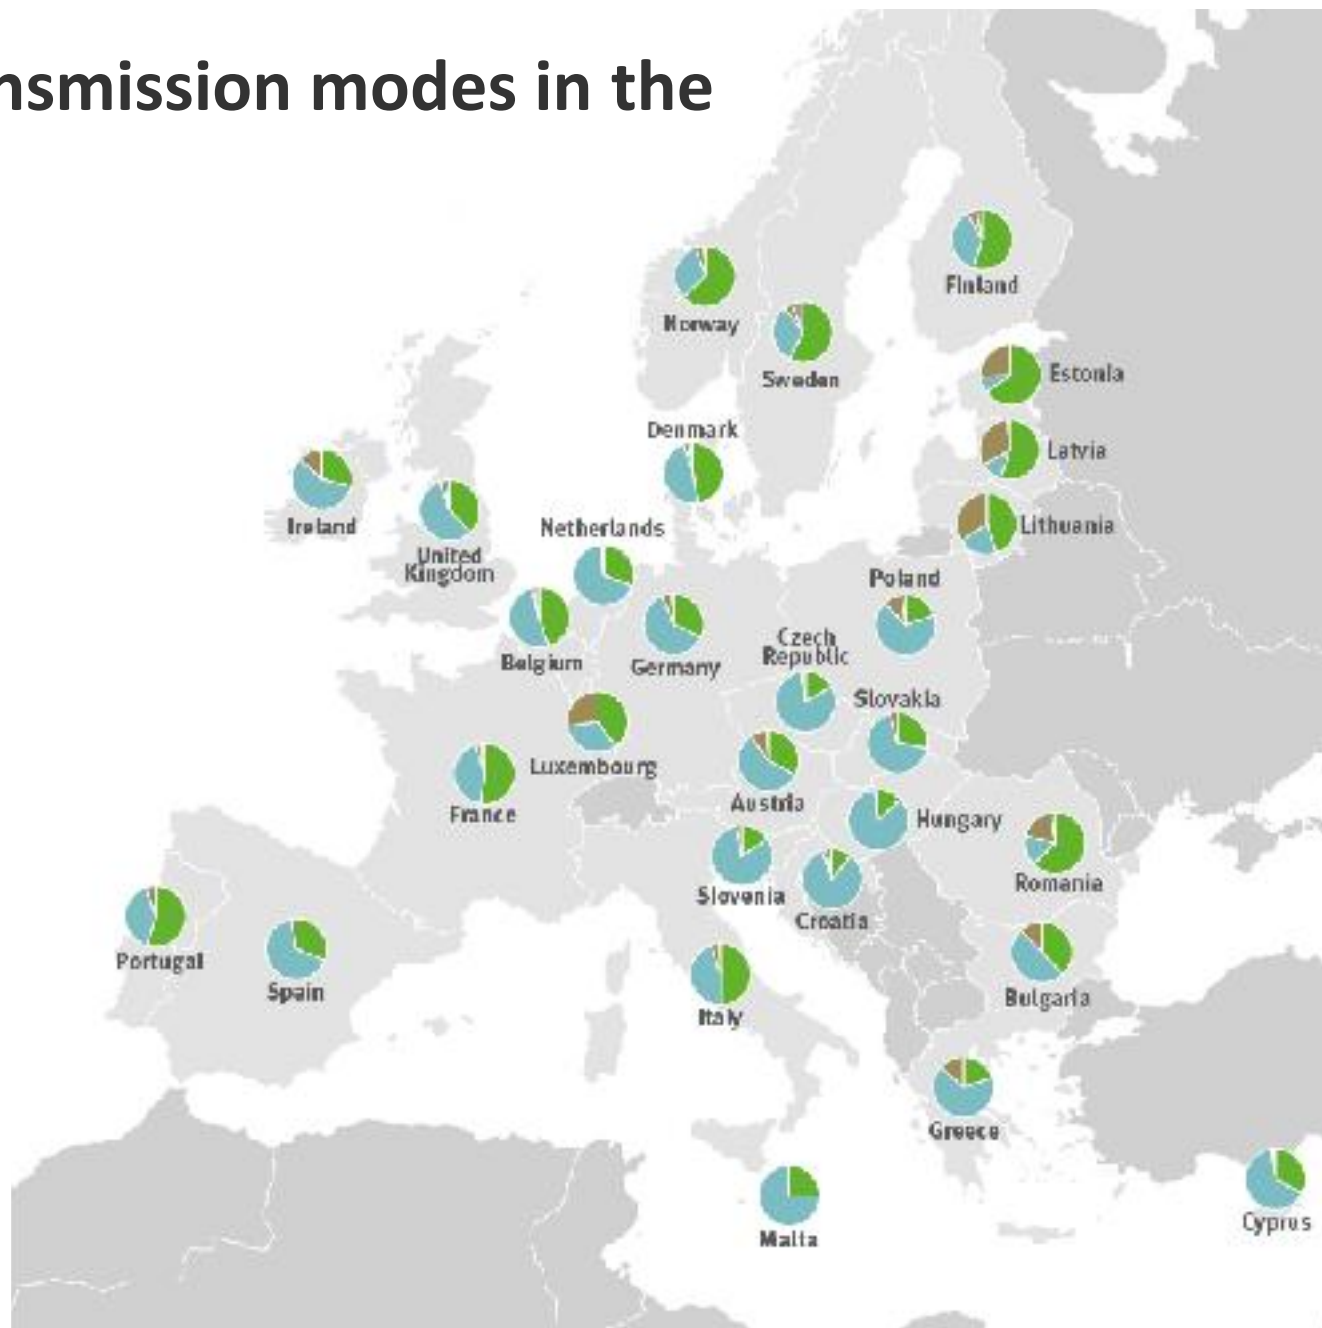 nsmission modes in the
Finland
Norway
Sweden
Estonia
Denmark
Latvia
Ireland
Netherlands
Lithuania
United
Kingdom
Poland
Czech
Republic
Belgium
Germany
Slovakia
Luxembourg
Austria
France
Hungary
Romania
Slovenia
Croatia
Portugal
Spain
Bulgaria
Italy
Greece
Cyprus
Malta